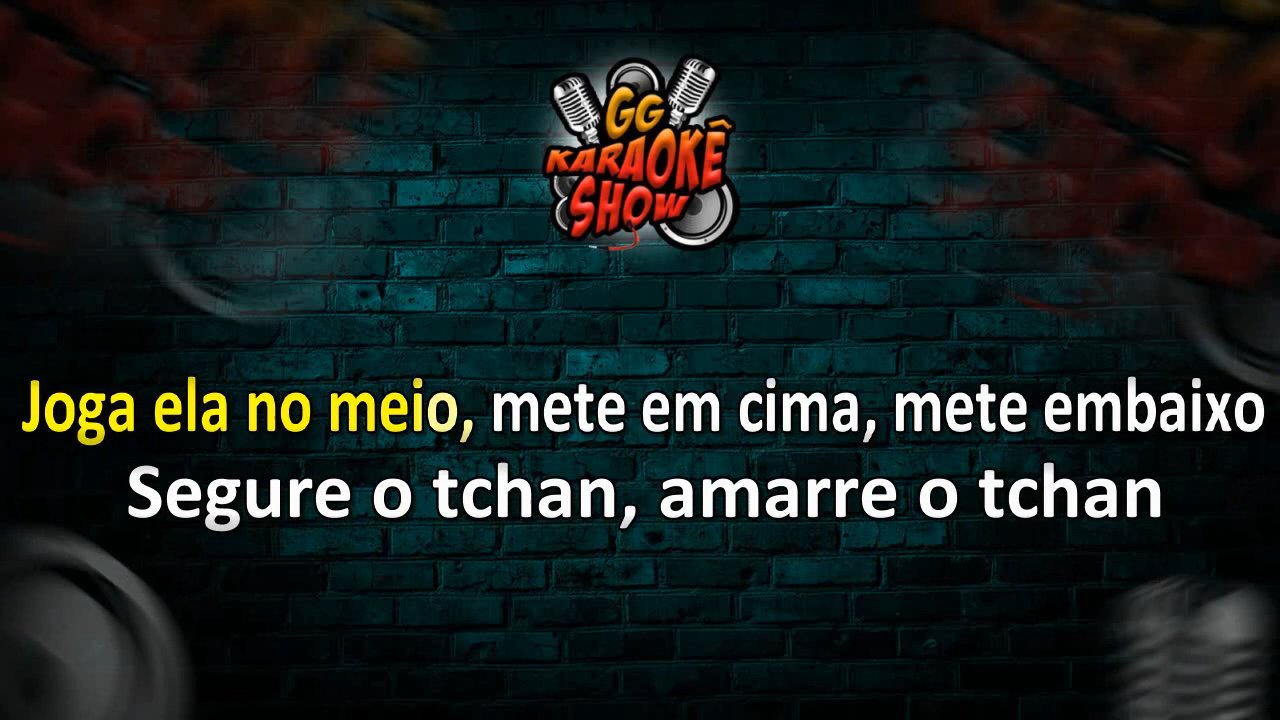 GG
KARAOKÊ
SHOW
Joga ela no meio, mete em cima, mete embaixo
Segure o tchan, amarre o tchan